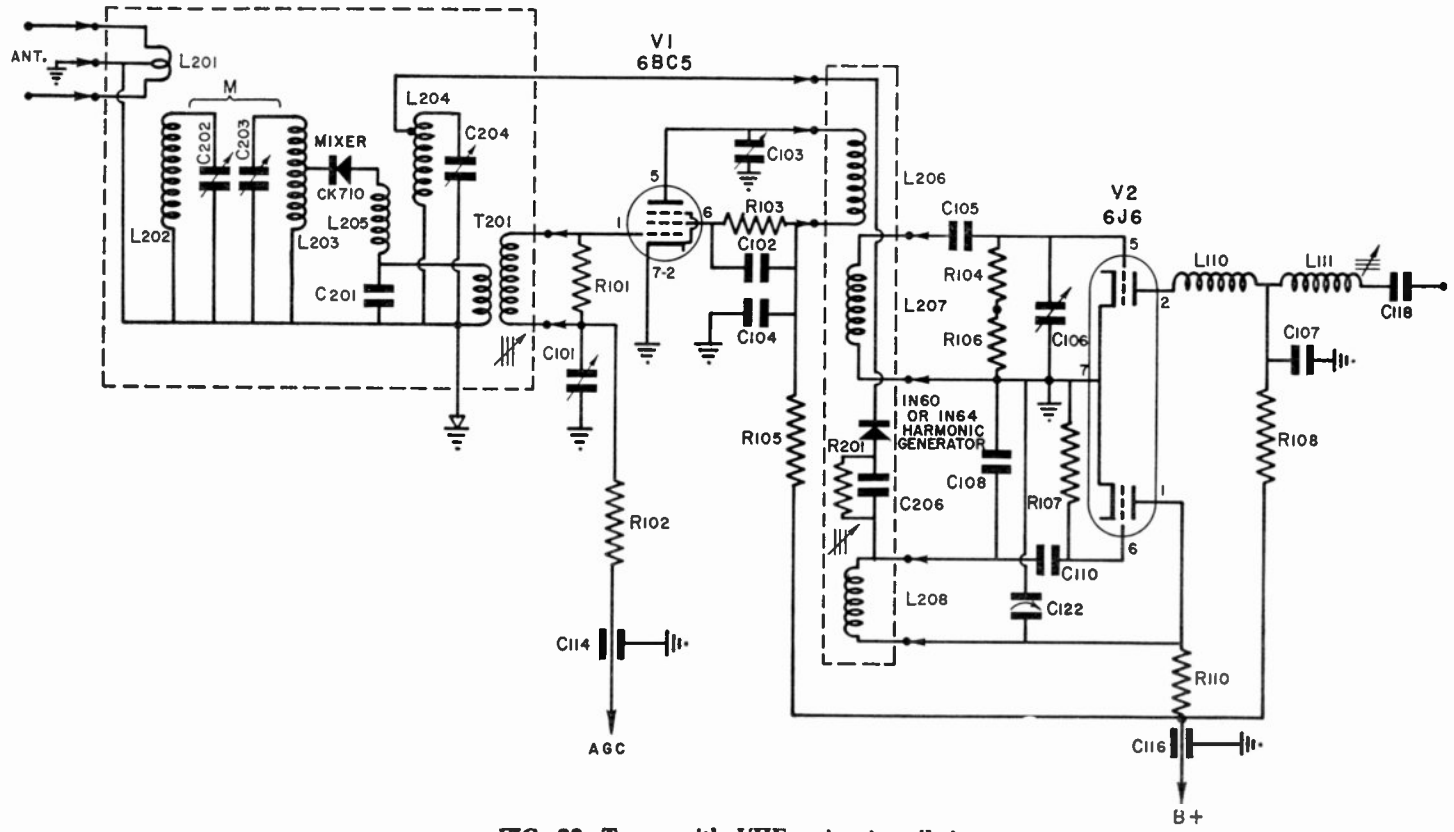 V1
6BC5
ANT.
L201
M
L204
C204
C202
C203
MIXER
CK710
L205
L202
L203
T201
C201
R101
C101
5
1
6
7-2
C103
R103
C102
C104
L206
C105
V2
6J6
5
R104
L207
R106
C106
7
2
L110
L111
C118
C107
IN60
OR IN64
HARMONIC
GENERATOR
R105
R201
C206
C108
R107
R108
1
6
R102
C110
L208
C122
C114
R110
AGC
C116
B+